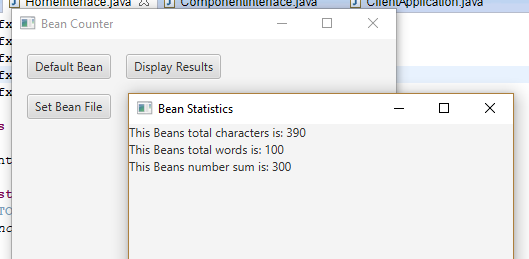 HomeInterface.java
ComponentInterface.java
ClientApplication.java
Bean Counter
Default Bean
Display Results
Set Bean File
Bean Statistics
This Beans total characters is: 390
This Beans total words is: 100
This Beans number sum is: 300